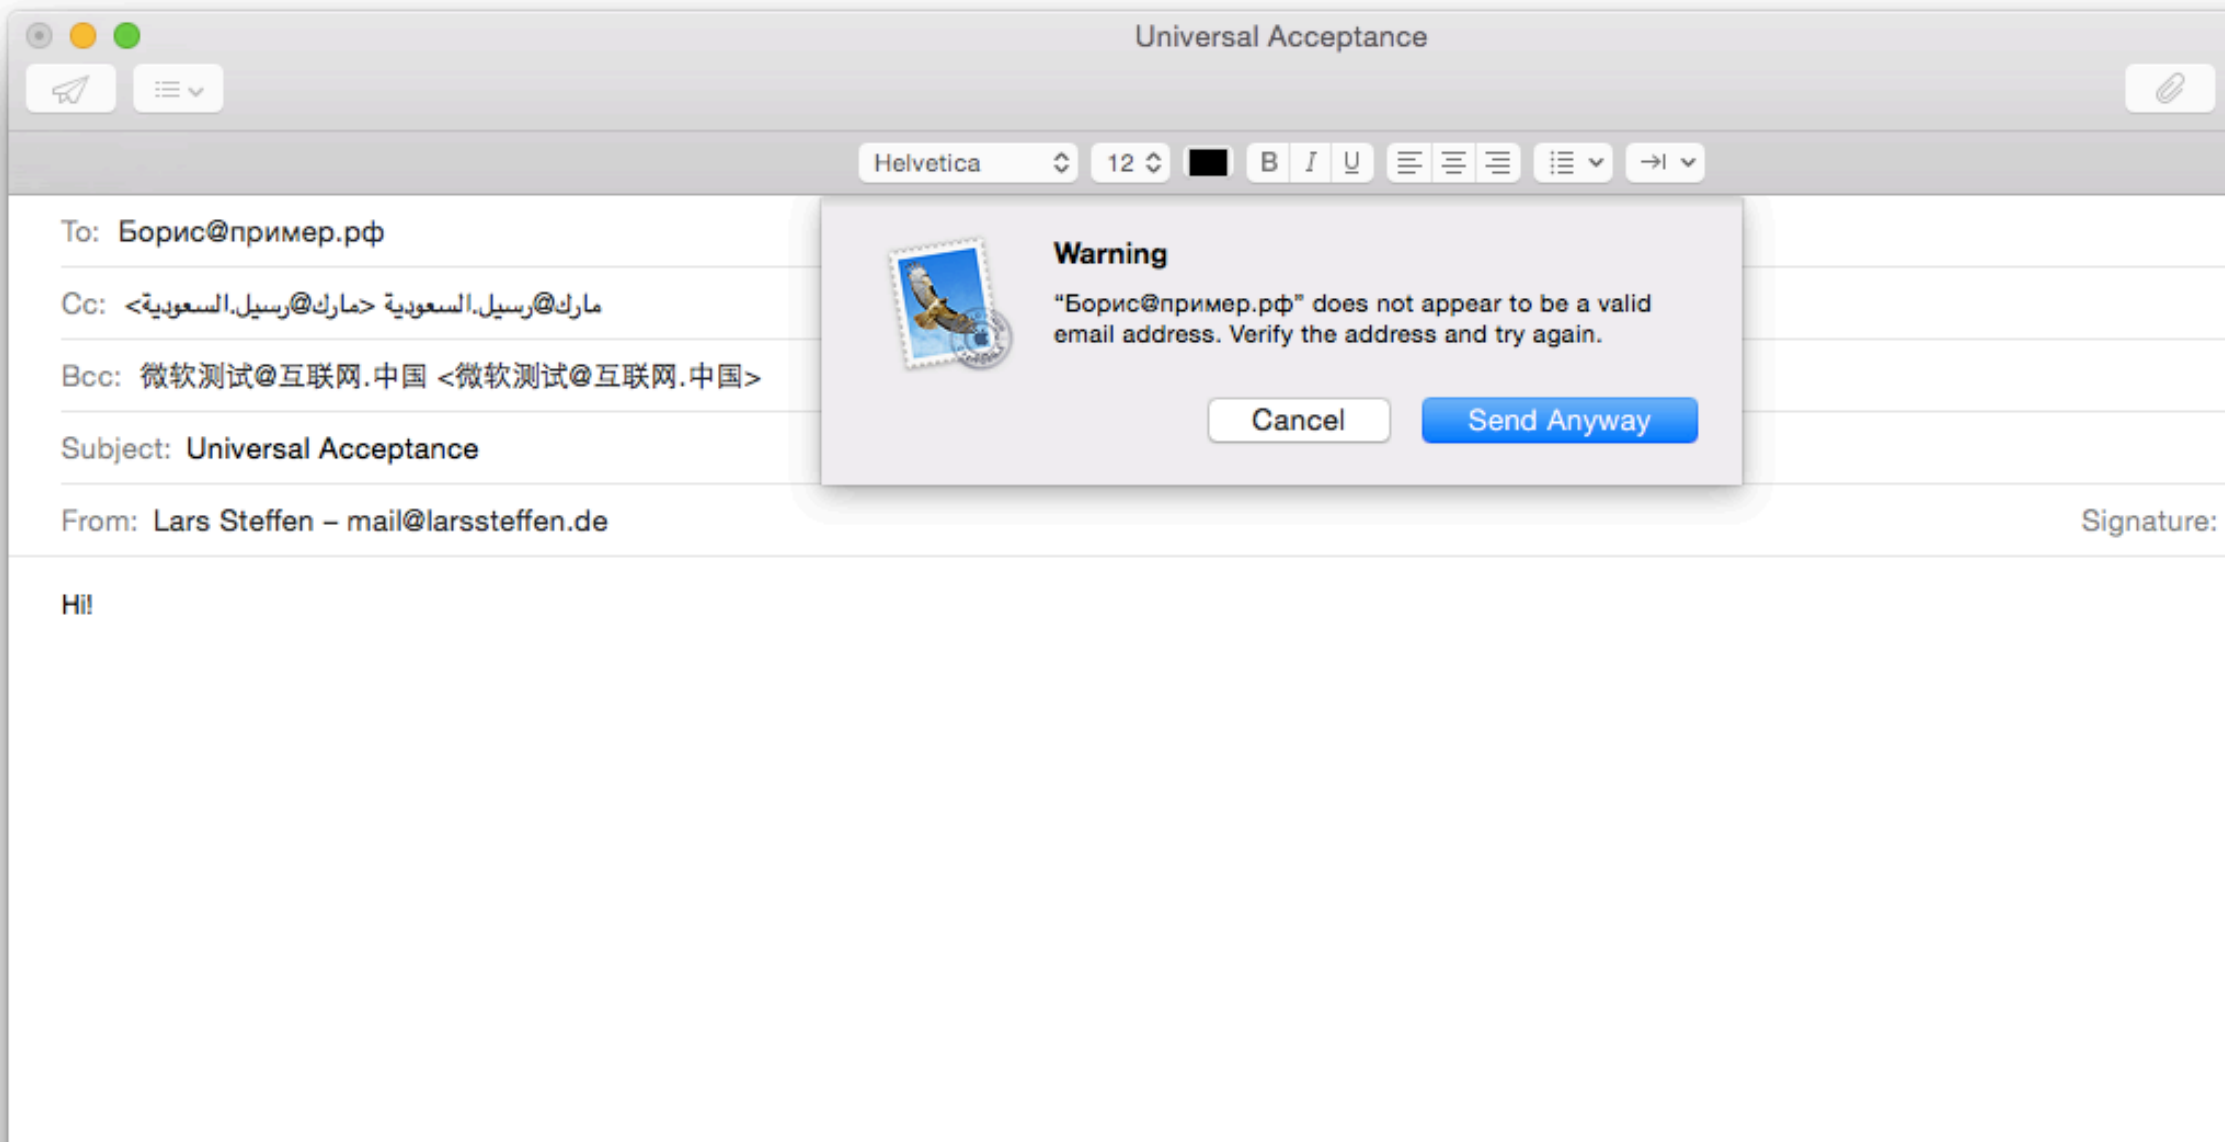 Universal Acceptance
Helvetica 12 B I U
To: Борис@пример.рф
Cc: مارك@رسيل.السعودية <مارك@رسيل.السعودية>
Bcc: 微软测试@互联网.中国 <微软测试@互联网.中国>
Subject: Universal Acceptance
From: Lars Steffen – mail@larssteffen.de
Signature:
Hi!
Warning
“Борис@пример.рф” does not appear to be a valid
email address. Verify the address and try again.
Cancel Send Anyway